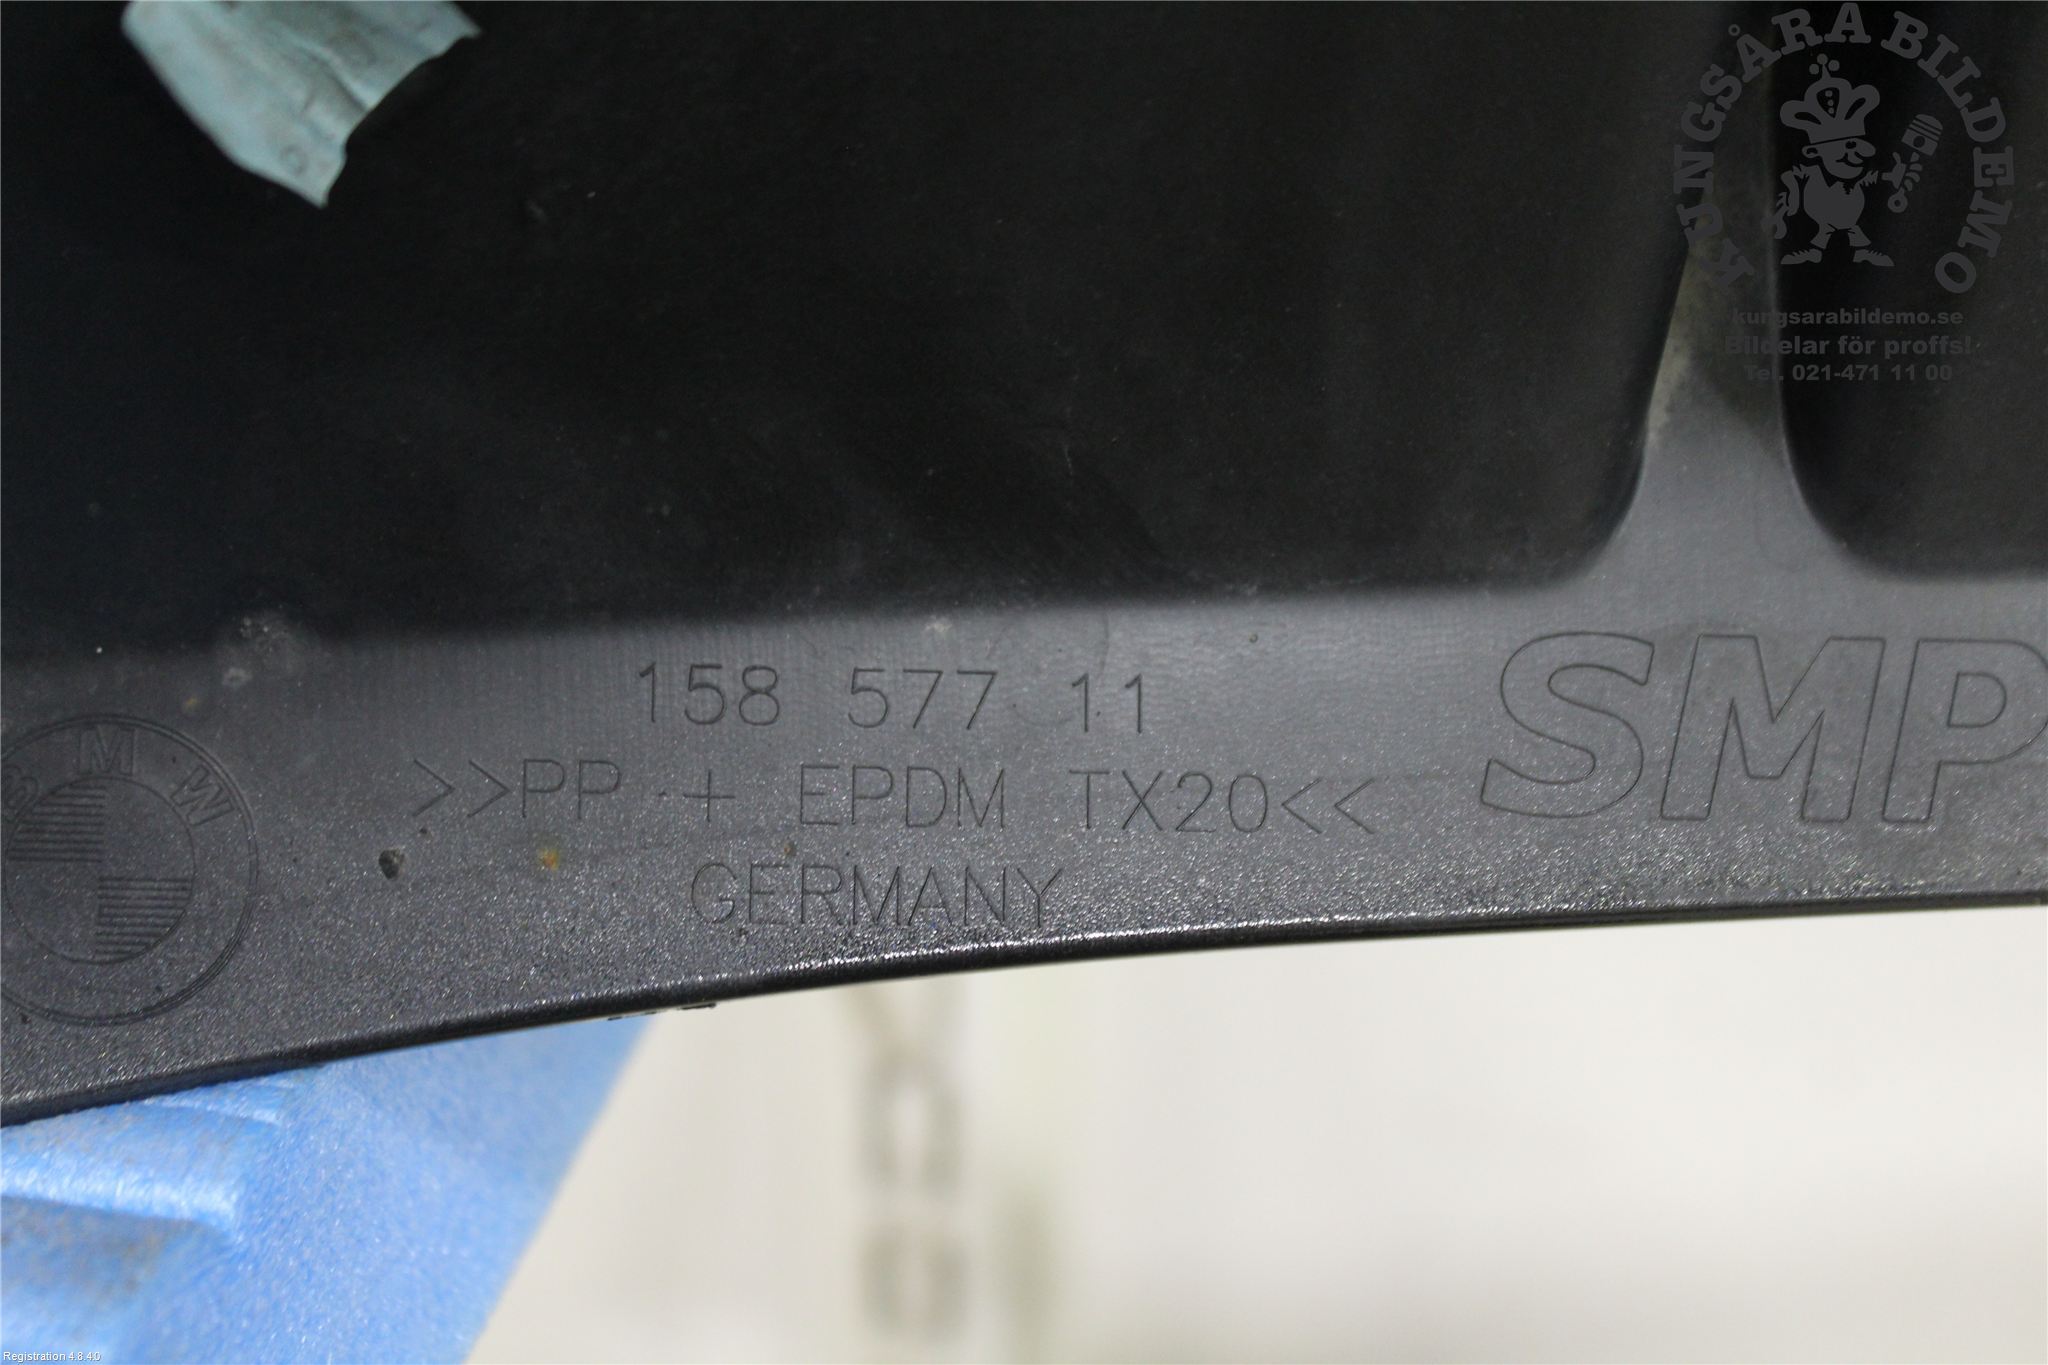 KUNGSÅRA BILDEMO
kungsarabildemo.se
Bildelar för proffs!
Tel. 021-471 11 00
158 577 11
>>PP + EPDM TX20<<
GERMANY
SMP
BMW
Registration 4.8.4.0